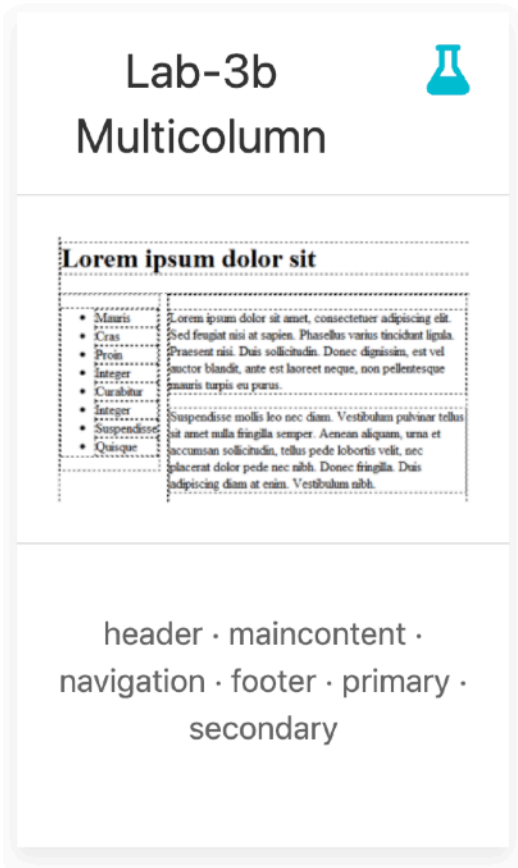 Lab-3b
Multicolumn
Lorem ipsum dolor sit
• Mauris
• Cras
• Proin
• Integer
• Curabitur
• Integer
• Suspendisse
• Quisque
Lorem ipsum dolor sit amet, consectetuer adipiscing elit.
Sed feugiat nisi at sapien. Phasellus varius tincidunt ligula.
Praesent nisi. Duis sollicitudin. Donec dignissim, est vel
auctor blandit, ante est laoreet neque, non pellentesque
mauris turpis eu purus.
Suspendisse mollis leo nec diam. Vestibulum pulvinar tellus
sit amet nulla fringilla semper. Aenean aliquam, urna et
accumsan sollicitudin, tellus pede lobortis velit, nec
placerat dolor pede nec nibh. Donec fringilla. Duis
adipiscing diam at enim. Vestibulum nibh.
header · maincontent ·
navigation · footer · primary ·
secondary